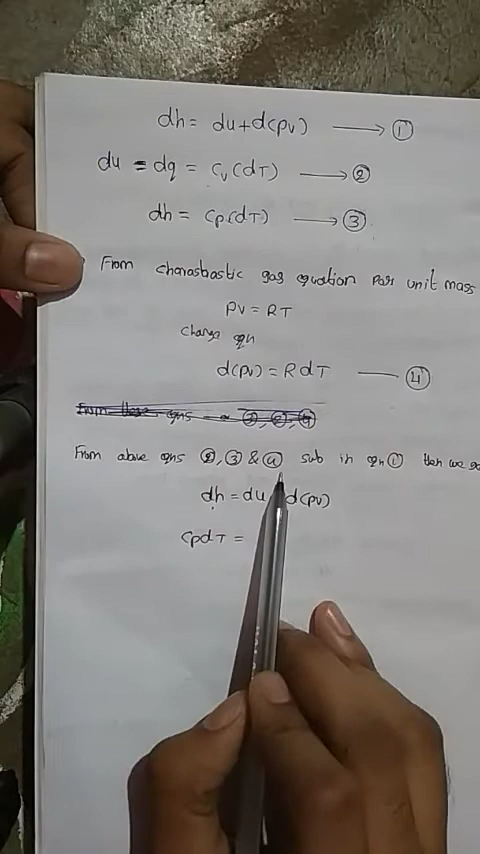 dh = du + d(pv) → ①
du = dq = Cv(dT) → ②
dh = Cp(dT) → ③
From gas equation per unit mass
PV = RT
Change eqn
d(pv) = R dT — ④
From above eqns ②, ③ & ④ sub in eqn ① then we
dh = du d(pv)
CpdT =